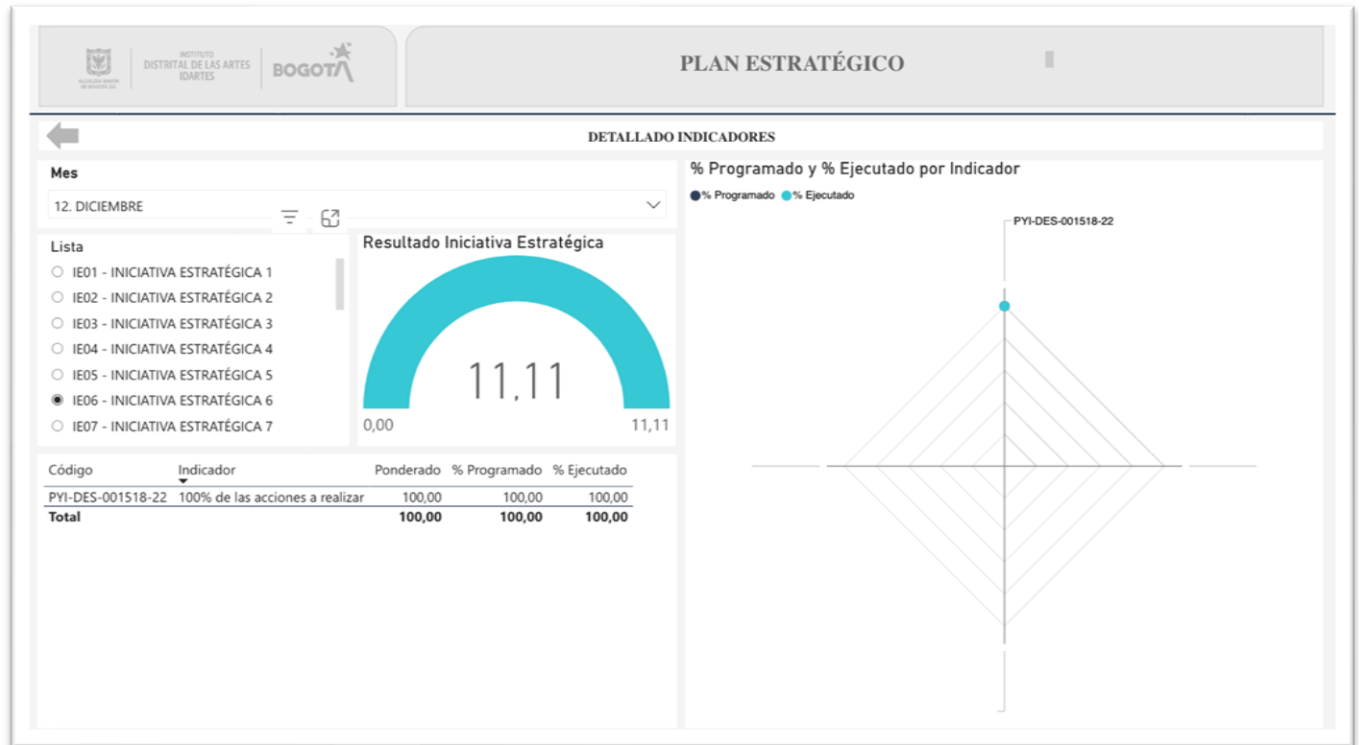 ALCALDÍA MAYOR
DE BOGOTÁ D.C.
INSTITUTO
DISTRITAL DE LAS ARTES
IDARTES
BOGOTÁ
PLAN ESTRATÉGICO
DETALLADO INDICADORES
Mes
12. DICIEMBRE
Lista
IE01 - INICIATIVA ESTRATÉGICA 1
IE02 - INICIATIVA ESTRATÉGICA 2
IE03 - INICIATIVA ESTRATÉGICA 3
IE04 - INICIATIVA ESTRATÉGICA 4
IE05 - INICIATIVA ESTRATÉGICA 5
IE06 - INICIATIVA ESTRATÉGICA 6
IE07 - INICIATIVA ESTRATÉGICA 7
Resultado Iniciativa Estratégica
11,11
0,00 11,11
Código Indicador Ponderado % Programado % Ejecutado
PYI-DES-001518-22 100% de las acciones a realizar 100,00 100,00 100,00
Total 100,00 100,00 100,00
% Programado y % Ejecutado por Indicador
% Programado % Ejecutado
PYI-DES-001518-22